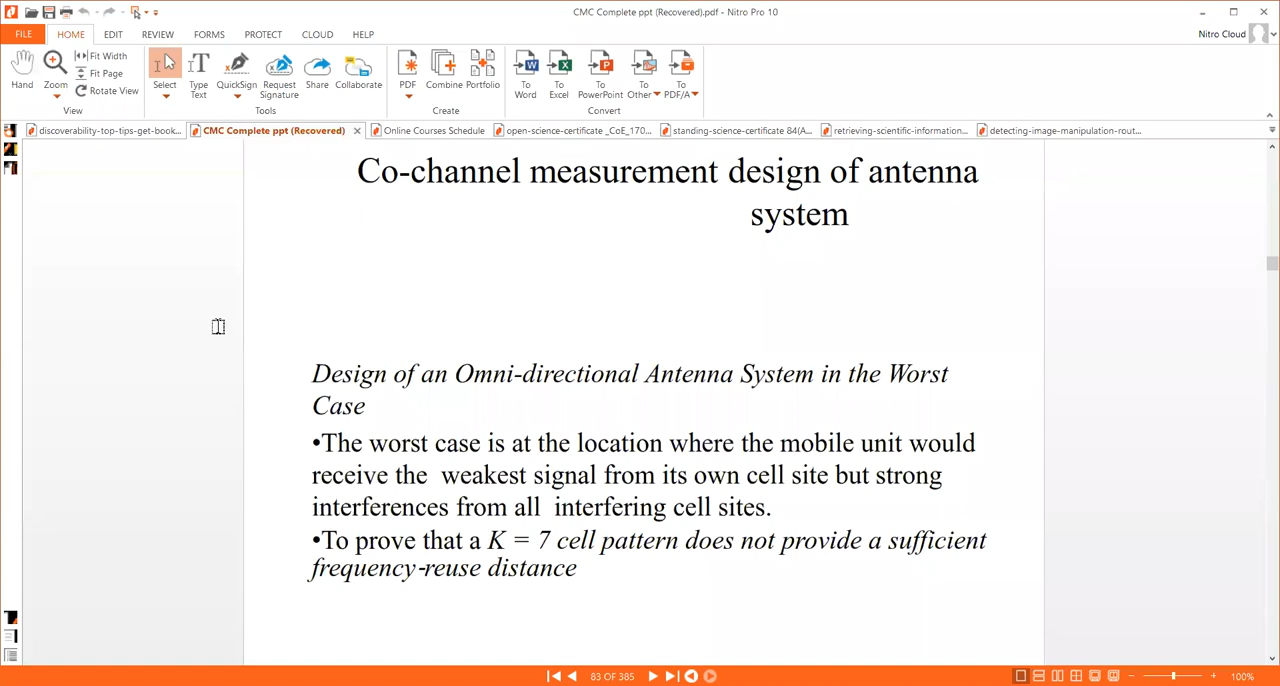 CMC Complete ppt (Recovered).pdf - Nitro Pro 10
FILE HOME EDIT REVIEW FORMS PROTECT CLOUD HELP Nitro Cloud
Hand
Zoom
Fit Width
Fit Page
Rotate View
View
Select
Type Text
QuickSign
Request Signature
Share
Collaborate
Tools
PDF
Combine
Portfolio
Create
To Word
To Excel
To PowerPoint
To Other
To PDF/A
Convert
discoverability-top-tips-get-book... CMC Complete ppt (Recovered) Online Courses Schedule open-science-certificate _CoE_170... standing-science-certificate 84(A... retrieving-scientific-information... detecting-image-manipulation-rout...
Co-channel measurement design of antenna
system
Design of an Omni-directional Antenna System in the Worst
Case
•The worst case is at the location where the mobile unit would
receive the weakest signal from its own cell site but strong
interferences from all interfering cell sites.
•To prove that a K = 7 cell pattern does not provide a sufficient
frequency-reuse distance
83 OF 385
100%